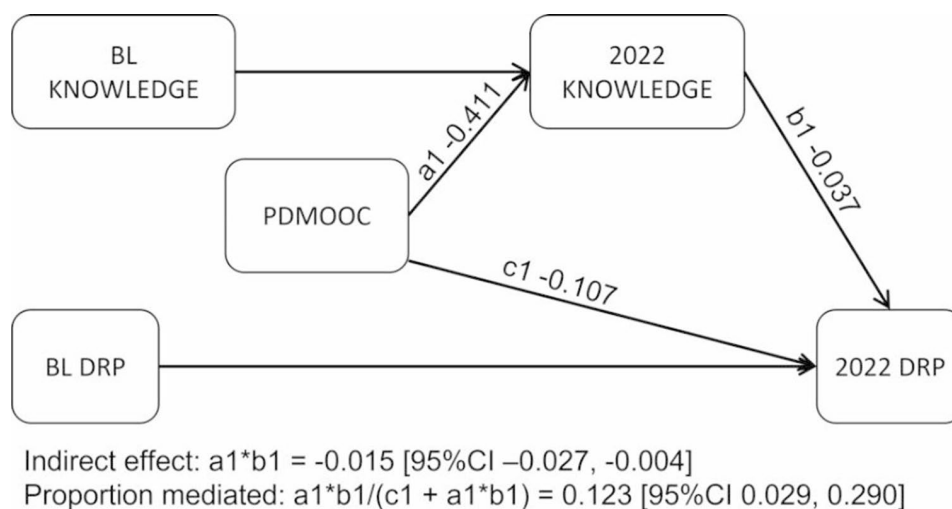 BL
KNOWLEDGE
2022
KNOWLEDGE
a1 -0.411
b1 -0.037
PDMOOC
c1 -0.107
BL DRP
2022 DRP
Indirect effect: a1*b1 = -0.015 [95%CI –0.027, -0.004]
Proportion mediated: a1*b1/(c1 + a1*b1) = 0.123 [95%CI 0.029, 0.290]